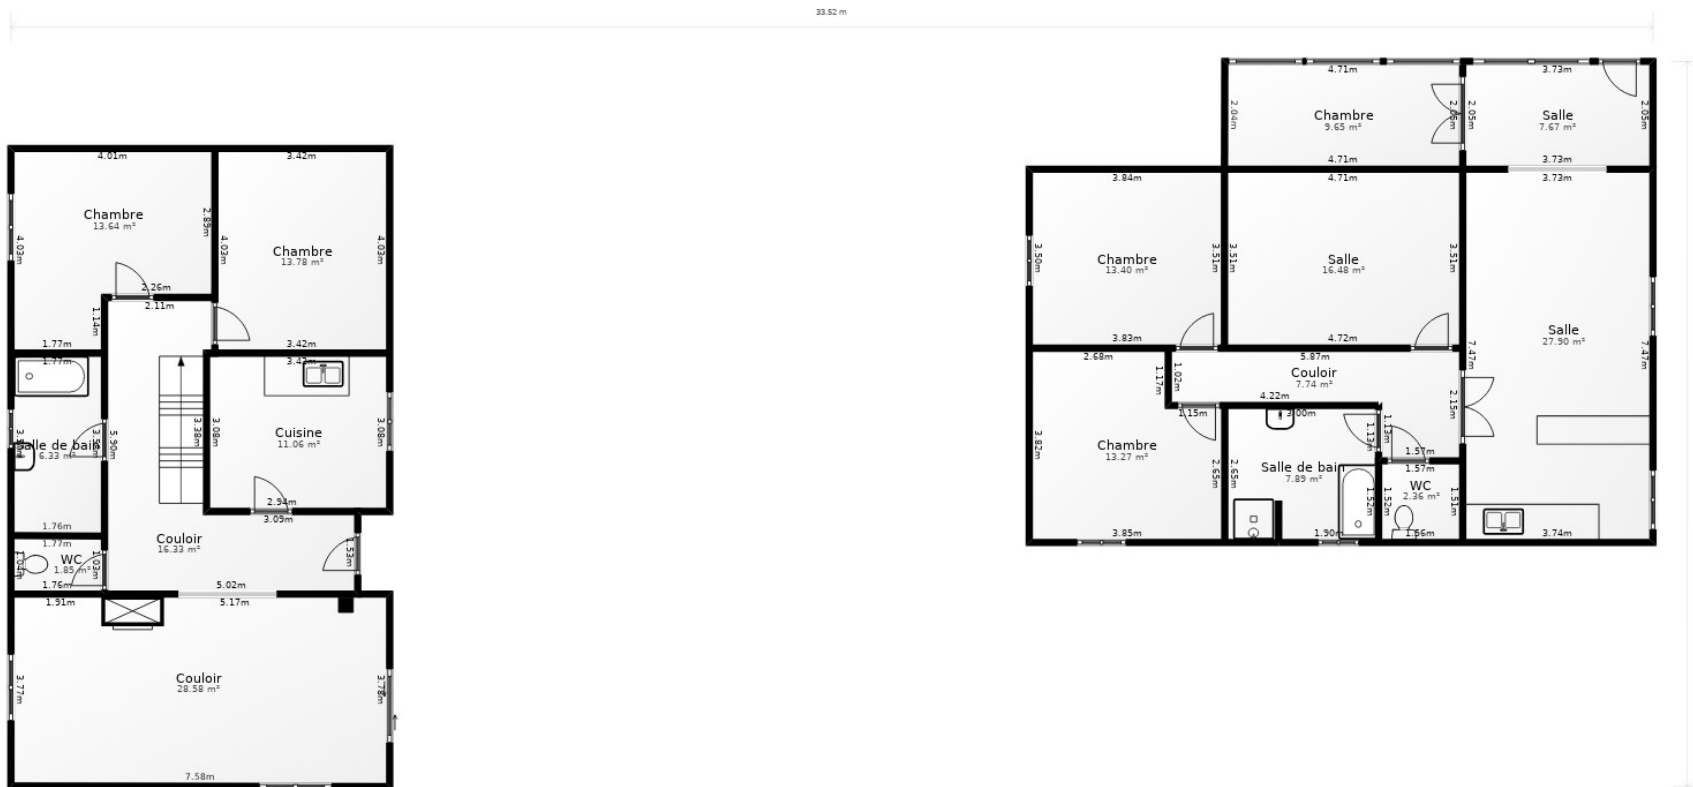 33.52 m
4.71m
3.73m
2.04m
Chambre
9.65 m²
2.05m
Salle
7.67 m²
2.05m
4.71m
3.73m
4.01m
3.42m
Chambre
13.64 m²
2.89m
4.03m
4.03m
Chambre
13.78 m²
4.03m
2.26m
2.11m
1.14m
1.77m
3.42m
1.77m
3.42m
Salle de bain
6.33 m²
5.90m
3.38m
3.08m
Cuisine
11.06 m²
3.08m
2.94m
3.09m
1.76m
1.77m
WC
1.85 m²
1.04m
1.03m
1.76m
Couloir
16.33 m²
1.53m
5.02m
1.91m
5.17m
Couloir
28.58 m²
3.77m
3.78m
7.58m
3.84m
4.71m
3.73m
3.50m
Chambre
13.40 m²
3.51m
3.51m
Salle
16.48 m²
3.51m
3.83m
4.72m
Salle
27.90 m²
7.47m
7.47m
2.68m
5.87m
Couloir
7.74 m²
1.17m
1.02m
4.22m
2.15m
1.15m
3.00m
1.13m
1.13m
3.82m
Chambre
13.27 m²
2.65m
2.65m
Salle de bain
7.89 m²
1.52m
1.57m
1.57m
WC
2.36 m²
1.52m
1.51m
3.85m
1.90m
1.56m
3.74m